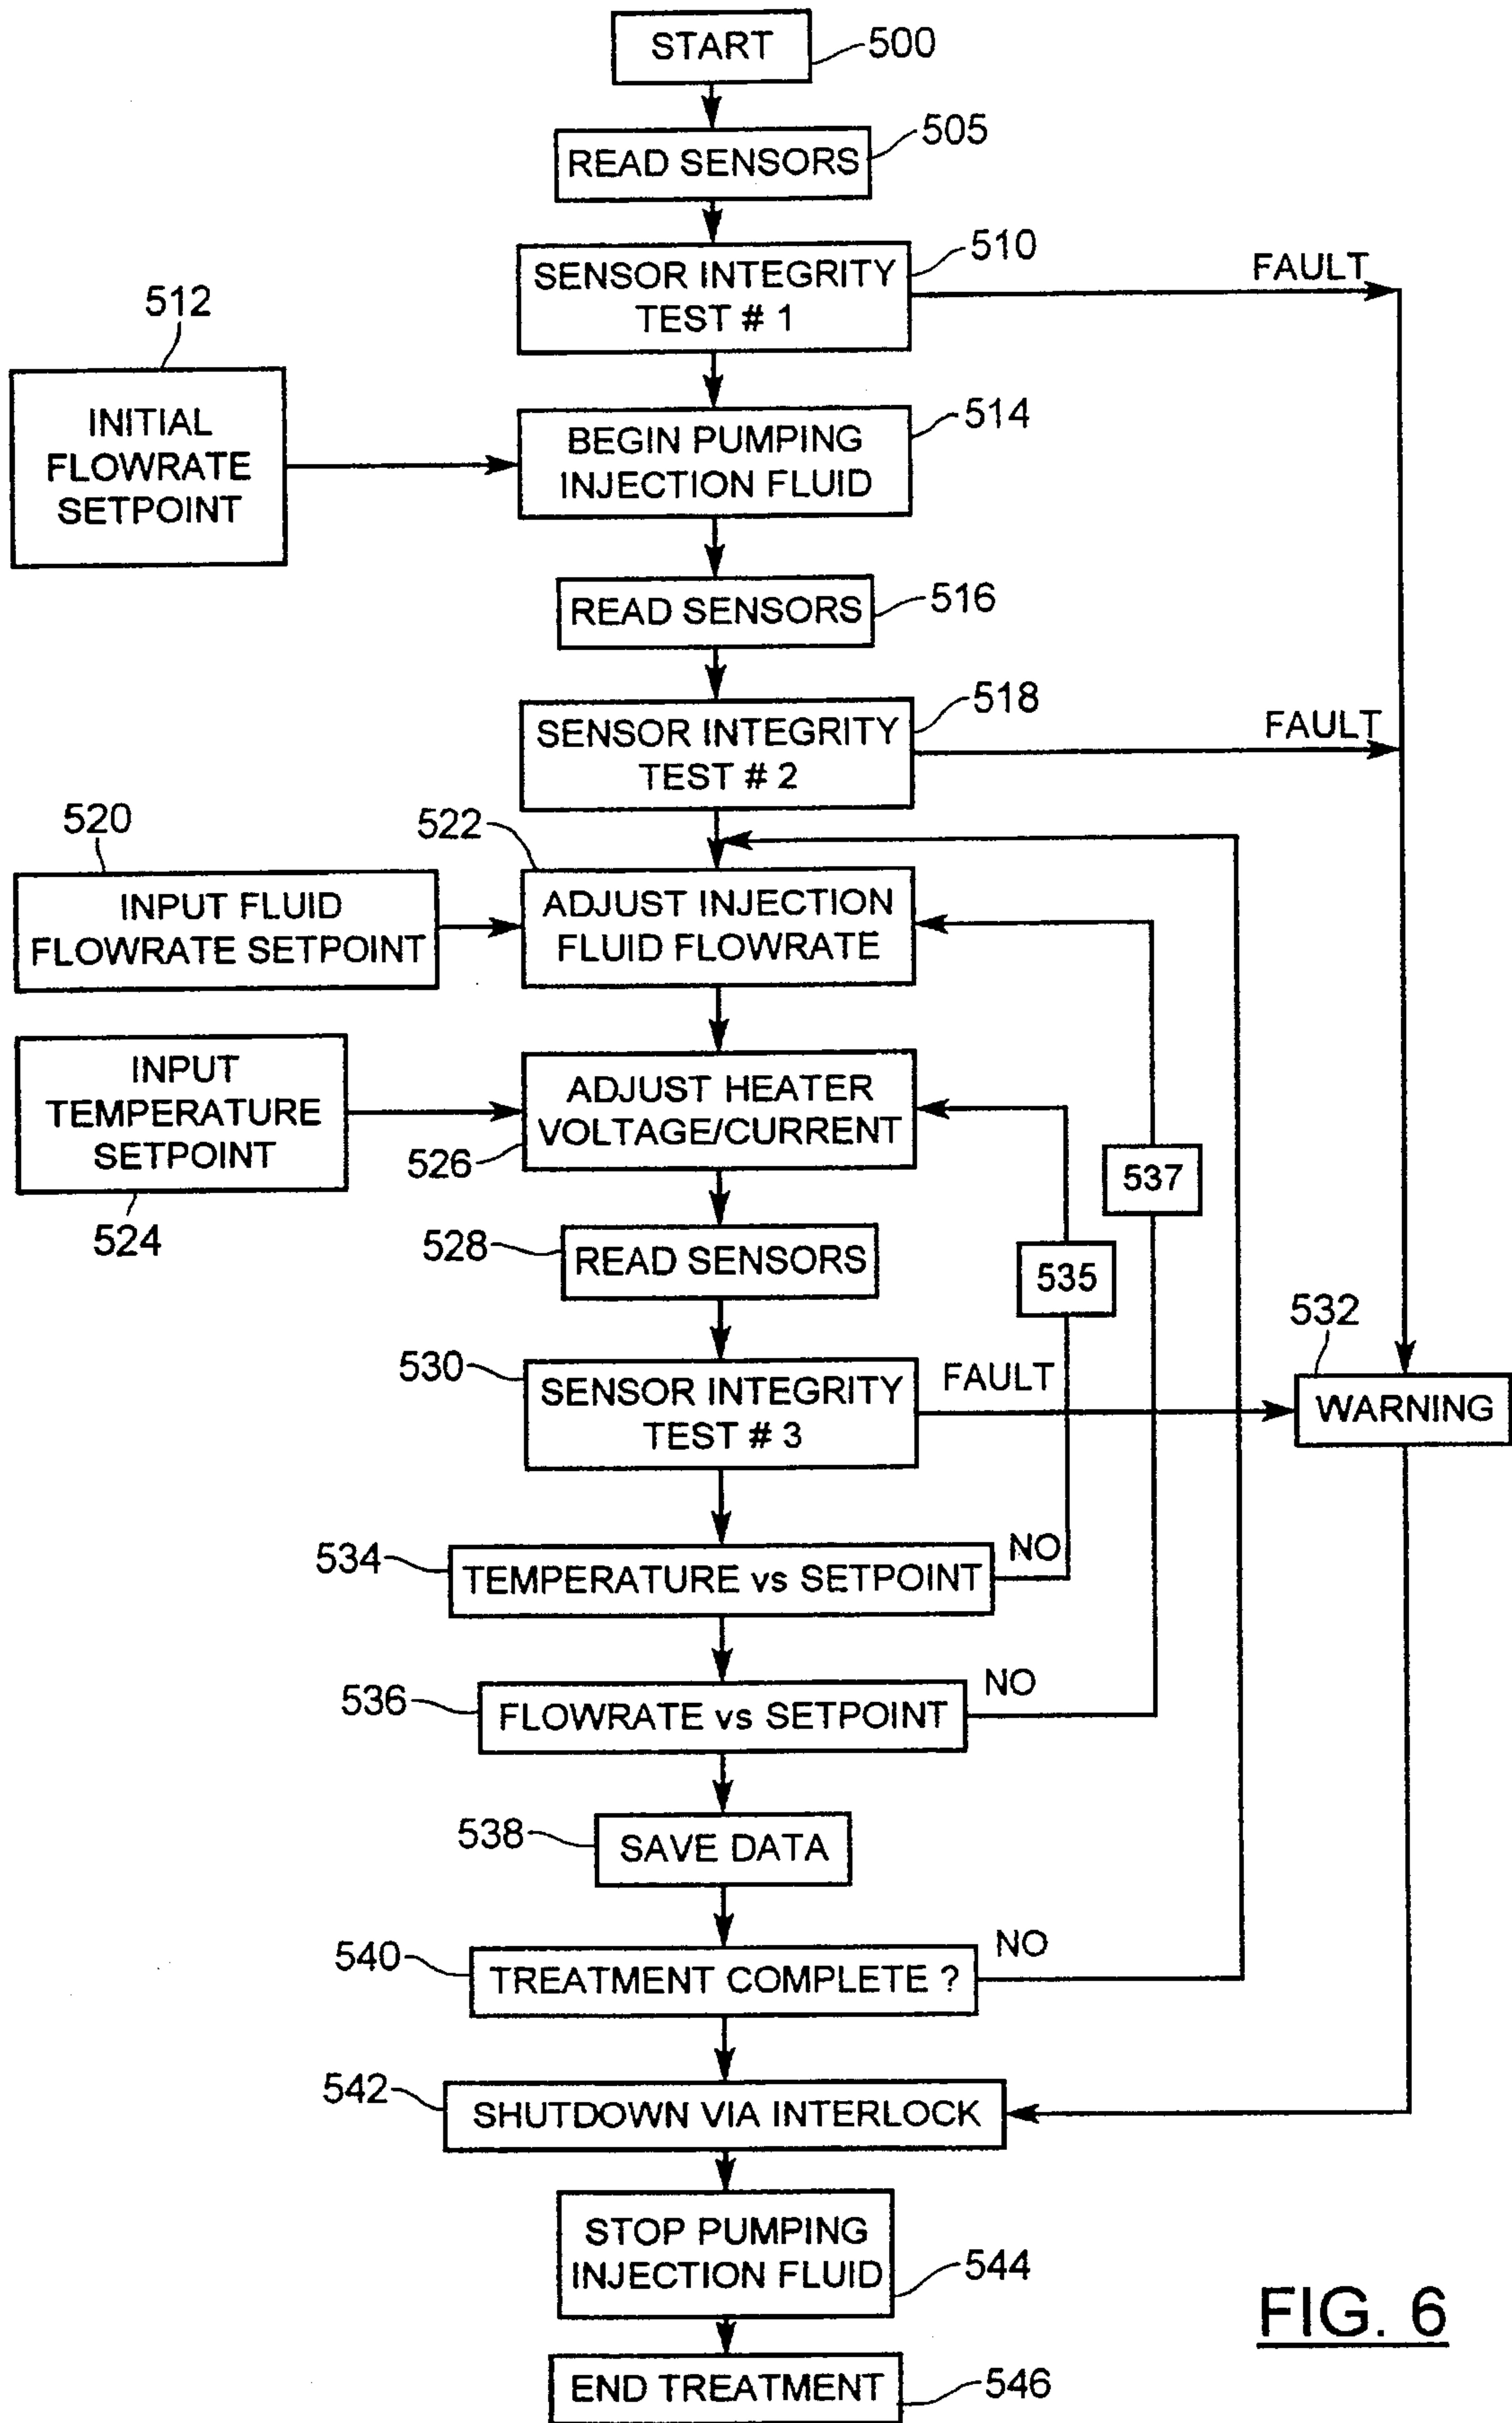 START
500
READ SENSORS
505
SENSOR INTEGRITY
TEST # 1
510
FAULT
512
INITIAL
FLOWRATE
SETPOINT
BEGIN PUMPING
INJECTION FLUID
514
READ SENSORS
516
SENSOR INTEGRITY
TEST # 2
518
FAULT
520
INPUT FLUID
FLOWRATE SETPOINT
522
ADJUST INJECTION
FLUID FLOWRATE
INPUT
TEMPERATURE
SETPOINT
524
ADJUST HEATER
VOLTAGE/CURRENT
526
537
528
READ SENSORS
535
532
WARNING
530
SENSOR INTEGRITY
TEST # 3
FAULT
534
TEMPERATURE vs SETPOINT
NO
536
FLOWRATE vs SETPOINT
NO
538
SAVE DATA
540
TREATMENT COMPLETE ?
NO
542
SHUTDOWN VIA INTERLOCK
STOP PUMPING
INJECTION FLUID
544
END TREATMENT
546
FIG. 6